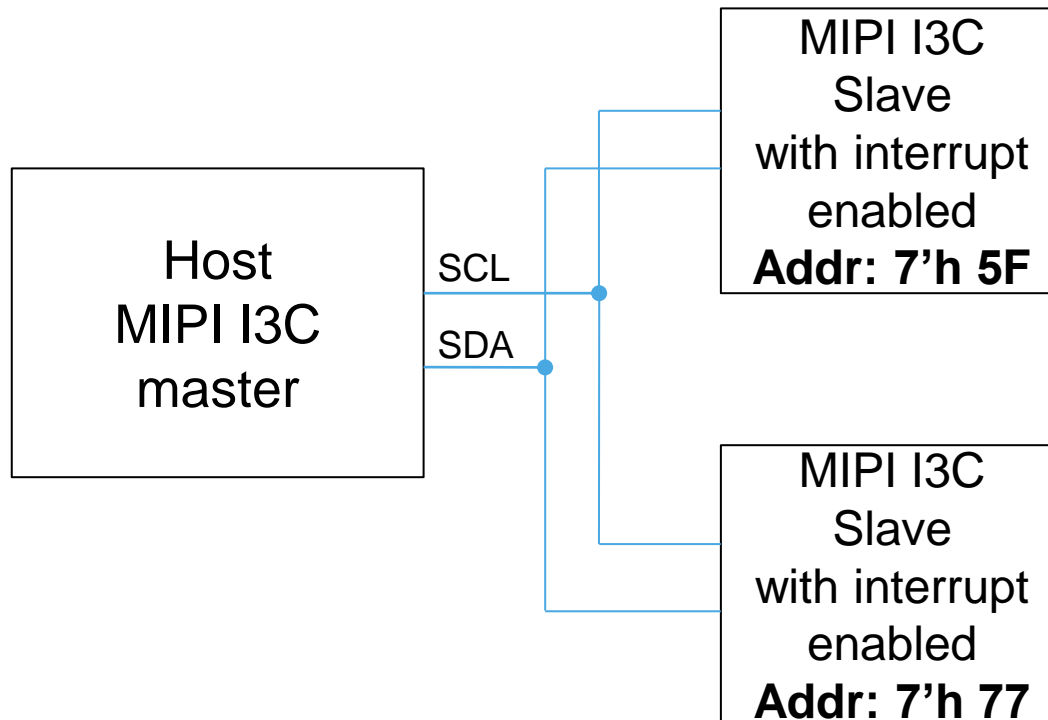 Host
MIPI I3C
master
SCL
SDA
MIPI I3C
Slave
with interrupt
enabled
Addr: 7’h 5F
MIPI I3C
Slave
with interrupt
enabled
Addr: 7’h 77